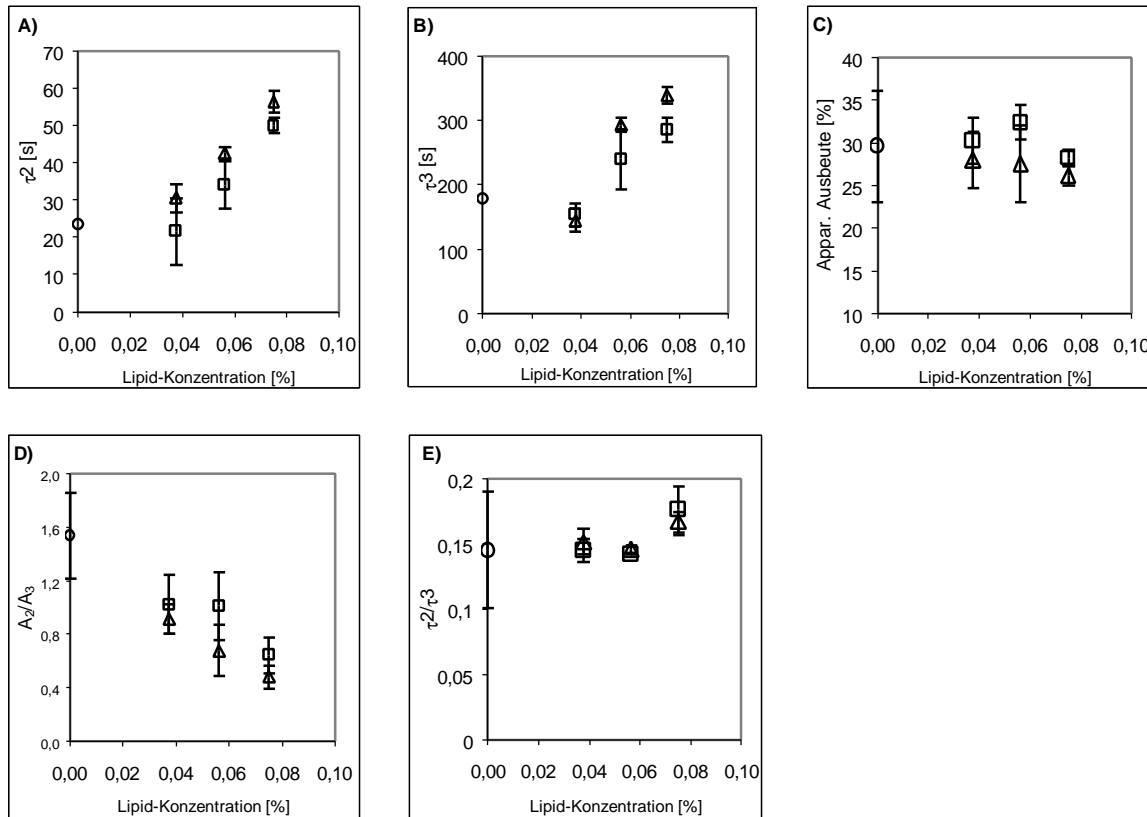 A)
τ2 [s]
70
60
50
40
30
20
10
0
0,00 0,02 0,04 0,06 0,08 0,10
Lipid-Konzentration [%]
B)
τ3 [s]
400
300
200
100
0
0,00 0,02 0,04 0,06 0,08 0,10
Lipid-Konzentration [%]
C)
Appar. Ausbeute [%]
40
35
30
25
20
15
10
0,00 0,02 0,04 0,06 0,08 0,10
Lipid-Konzentration [%]
D)
A2/A3
2,0
1,6
1,2
0,8
0,4
0,0
0,00 0,02 0,04 0,06 0,08 0,10
Lipid-Konzentration [%]
E)
τ2/τ3
0,2
0,15
0,1
0,05
0
0,00 0,02 0,04 0,06 0,08 0,10
Lipid-Konzentration [%]